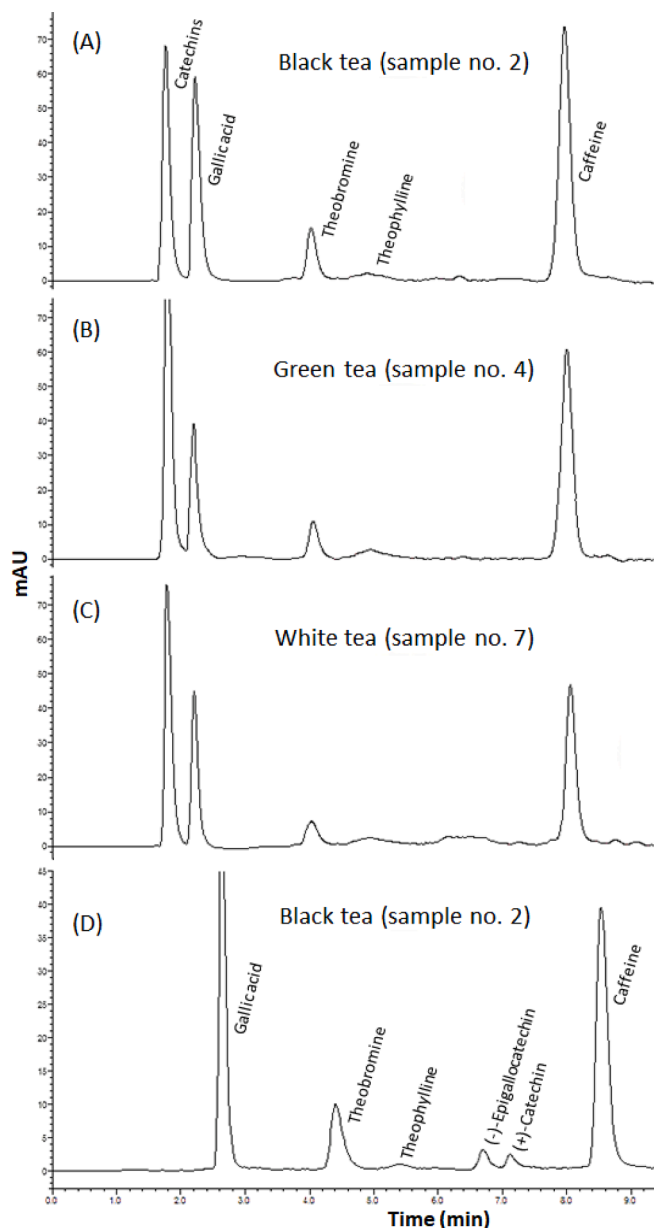 (A)
Black tea (sample no. 2)
Catechins
Gallic acid
Theobromine
Theophylline
Caffeine
70
60
50
40
30
20
10
0
(B)
Green tea (sample no. 4)
70
60
50
40
30
20
10
0
mAU
(C)
White tea (sample no. 7)
70
60
50
40
30
20
10
0
(D)
Black tea (sample no. 2)
Gallic acid
Theobromine
Theophylline
(-)-Epigallocatechin
(+)-Catechin
Caffeine
45
40
35
30
25
20
15
10
5
0
0.0 1.0 2.0 3.0 4.0 5.0 6.0 7.0 8.0 9.0
Time (min)